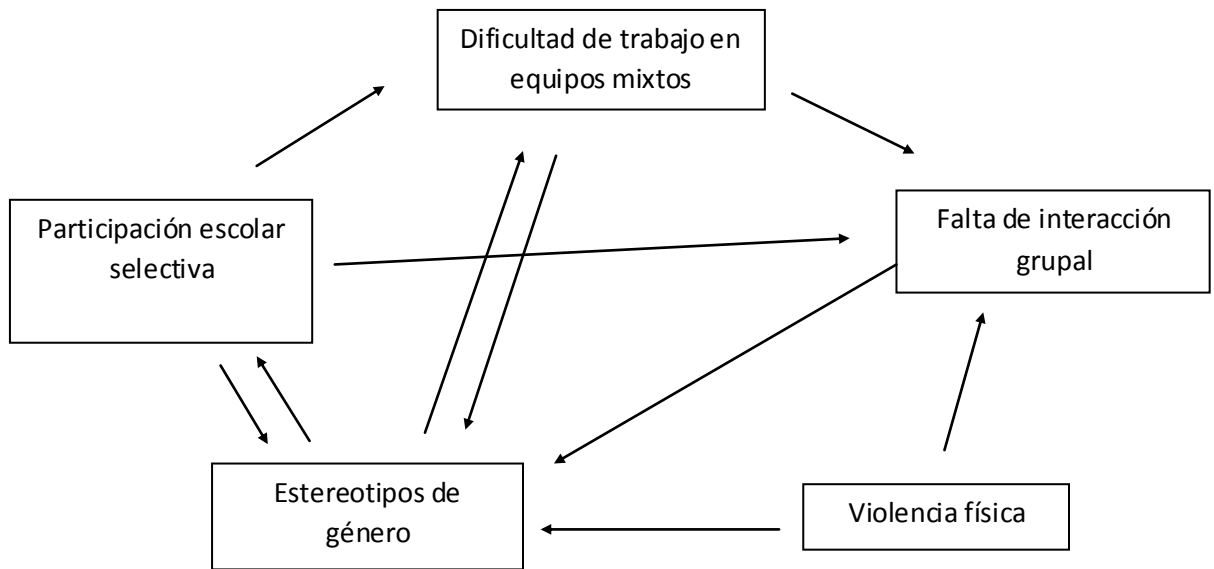 Dificultad de trabajo en
equipos mixtos
Participación escolar
selectiva
Falta de interacción
grupal
Estereotipos de
género
Violencia física